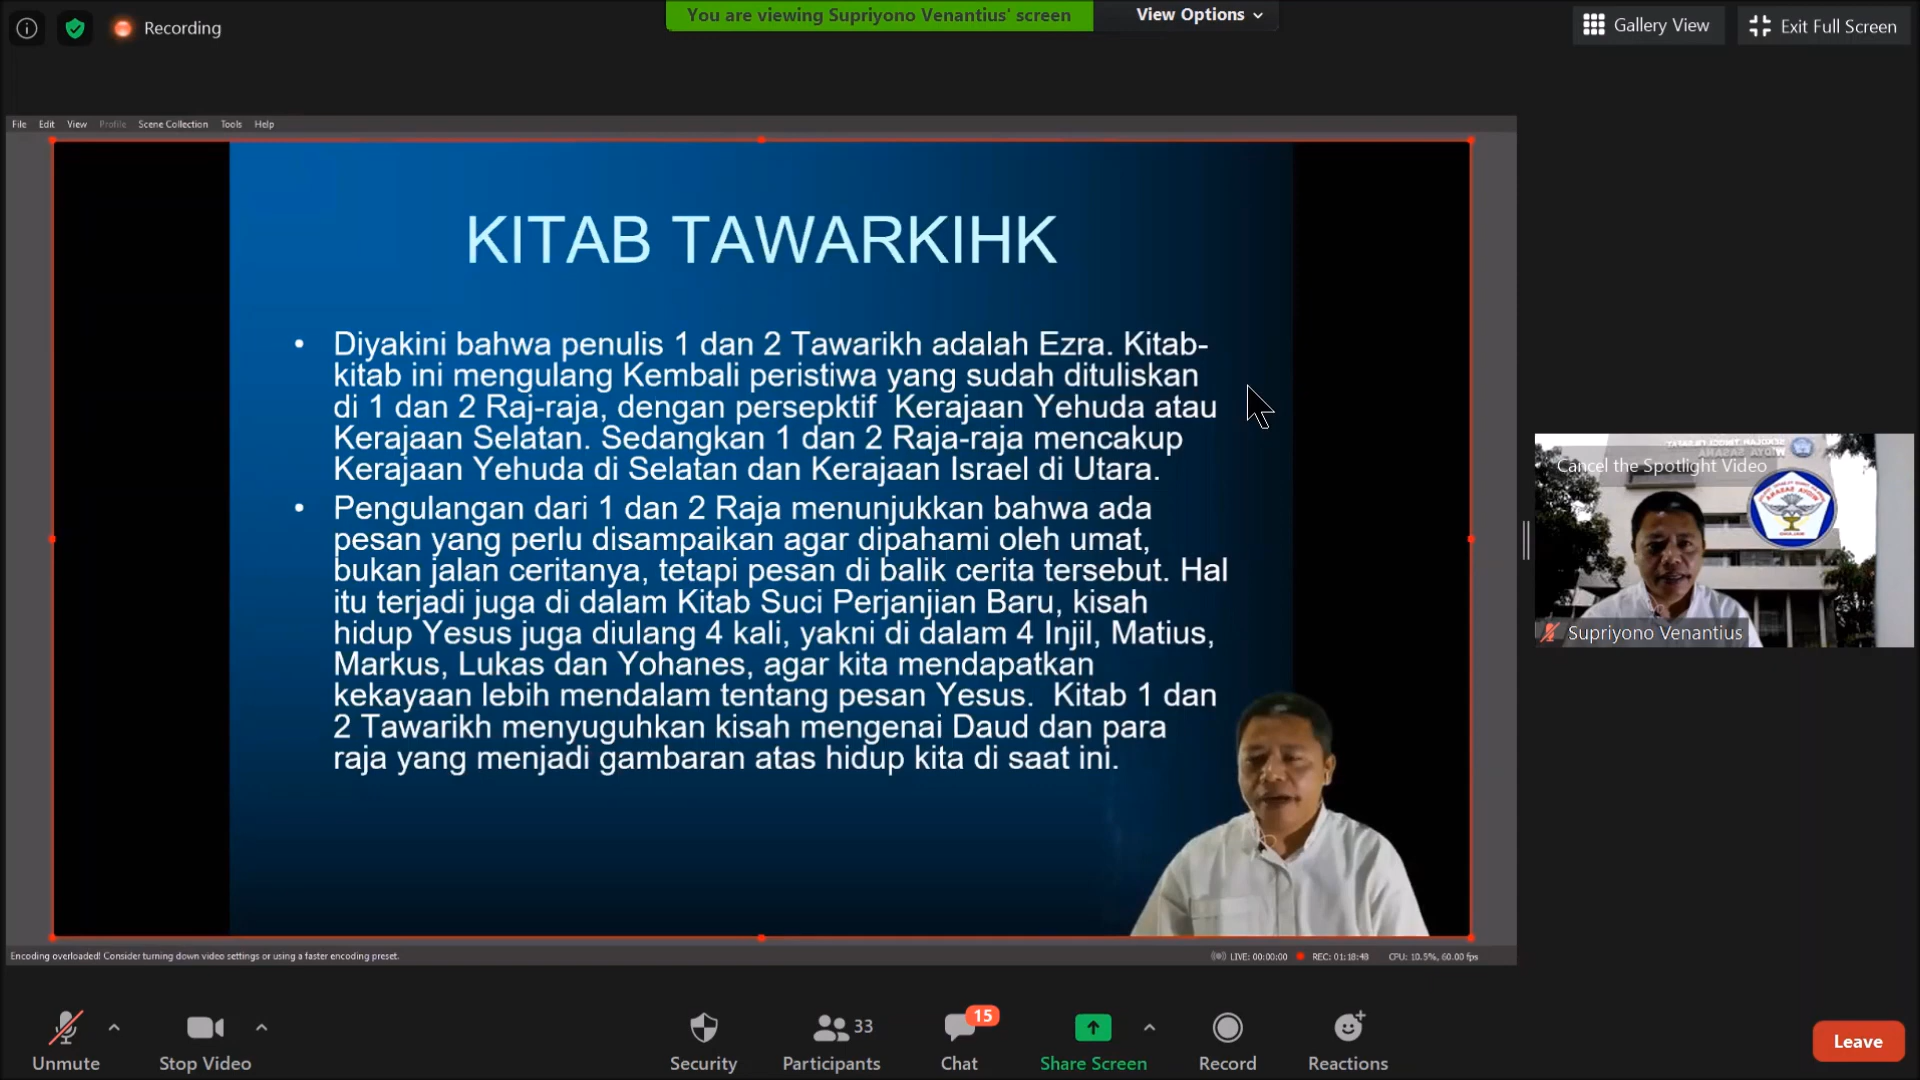 Recording
You are viewing Supriyono Venantius' screen
View Options
Gallery View
Exit Full Screen
File Edit View Profile Scene Collection Tools Help
KITAB TAWARKIHK
• Diyakini bahwa penulis 1 dan 2 Tawarikh adalah Ezra. Kitab-
kitab ini mengulang Kembali peristiwa yang sudah dituliskan
di 1 dan 2 Raj-raja, dengan persepktif Kerajaan Yehuda atau
Kerajaan Selatan. Sedangkan 1 dan 2 Raja-raja mencakup
Kerajaan Yehuda di Selatan dan Kerajaan Israel di Utara.
• Pengulangan dari 1 dan 2 Raja menunjukkan bahwa ada
pesan yang perlu disampaikan agar dipahami oleh umat,
bukan jalan ceritanya, tetapi pesan di balik cerita tersebut. Hal
itu terjadi juga di dalam Kitab Suci Perjanjian Baru, kisah
hidup Yesus juga diulang 4 kali, yakni di dalam 4 Injil, Matius,
Markus, Lukas dan Yohanes, agar kita mendapatkan
kekayaan lebih mendalam tentang pesan Yesus. Kitab 1 dan
2 Tawarikh menyuguhkan kisah mengenai Daud dan para
raja yang menjadi gambaran atas hidup kita di saat ini.
Cancel the Spotlight Video
WIDYA SASANA
Supriyono Venantius
Encoding overloaded! Consider turning down video settings or using a faster encoding preset.
LIVE: 00:00:00 REC: 01:18:48 CPU: 10.5%, 60.00 fps
Unmute
Stop Video
Security
33
Participants
15
Chat
Share Screen
Record
Reactions
Leave